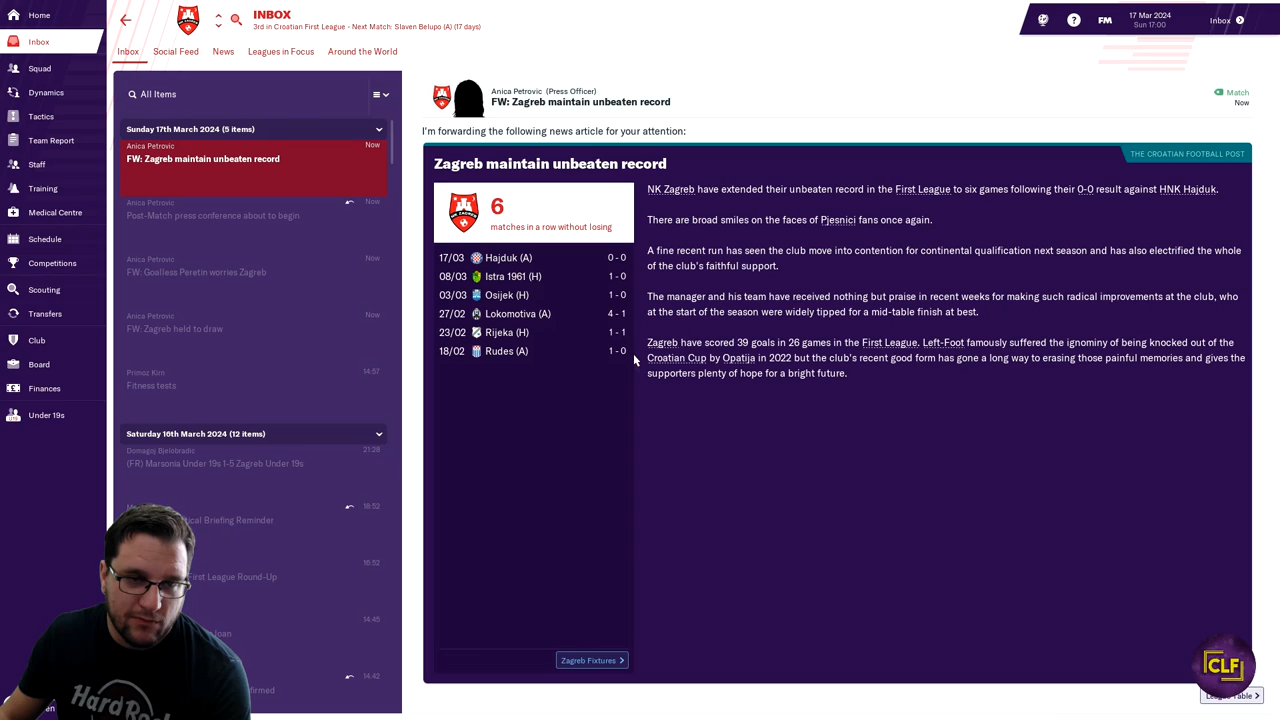 Home
Inbox
Squad
Dynamics
Tactics
Team Report
Staff
Training
Medical Centre
Schedule
Competitions
Scouting
Transfers
Club
Board
Finances
Under 19s
INBOX
3rd in Croatian First League - Next Match: Slaven Belupo (A) (17 days)
Inbox Social Feed News Leagues in Focus Around the World
? FM
17 Mar 2024
Sun 17:00
Inbox
All Items
Sunday 17th March 2024 (5 items)
Anica Petrovic Now
FW: Zagreb maintain unbeaten record
Anica Petrovic Now
Post-Match press conference about to begin
Anica Petrovic Now
FW: Goalless Peretin worries Zagreb
Anica Petrovic Now
FW: Zagreb held to draw
Primoz Kirn 14:57
Fitness tests
Saturday 16th March 2024 (12 items)
Domagoj Bjelobradic 21:26
(FR) Marsonia Under 19s 1-5 Zagreb Under 19s
18:52
tical Briefing Reminder
16:52
First League Round-Up
14:45
loan
14:42
firmed
Anica Petrovic (Press Officer)
FW: Zagreb maintain unbeaten record
Match
Now
I'm forwarding the following news article for your attention:
Zagreb maintain unbeaten record
THE CROATIAN FOOTBALL POST
NK ZAGREB
6
matches in a row without losing
17/03 Hajduk (A) 0 - 0
08/03 Istra 1961 (H) 1 - 0
03/03 Osijek (H) 1 - 0
27/02 Lokomotiva (A) 4 - 1
23/02 Rijeka (H) 1 - 1
18/02 Rudes (A) 1 - 0
Zagreb Fixtures
NK Zagreb have extended their unbeaten record in the First League to six games following their 0-0 result against HNK Hajduk.
There are broad smiles on the faces of Pjesnici fans once again.
A fine recent run has seen the club move into contention for continental qualification next season and has also electrified the whole
of the club's faithful support.
The manager and his team have received nothing but praise in recent weeks for making such radical improvements at the club, who
at the start of the season were widely tipped for a mid-table finish at best.
Zagreb have scored 39 goals in 26 games in the First League. Left-Foot famously suffered the ignominy of being knocked out of the
Croatian Cup by Opatija in 2022 but the club's recent good form has gone a long way to erasing those painful memories and gives the
supporters plenty of hope for a bright future.
CLF
League Table
Hard Roc